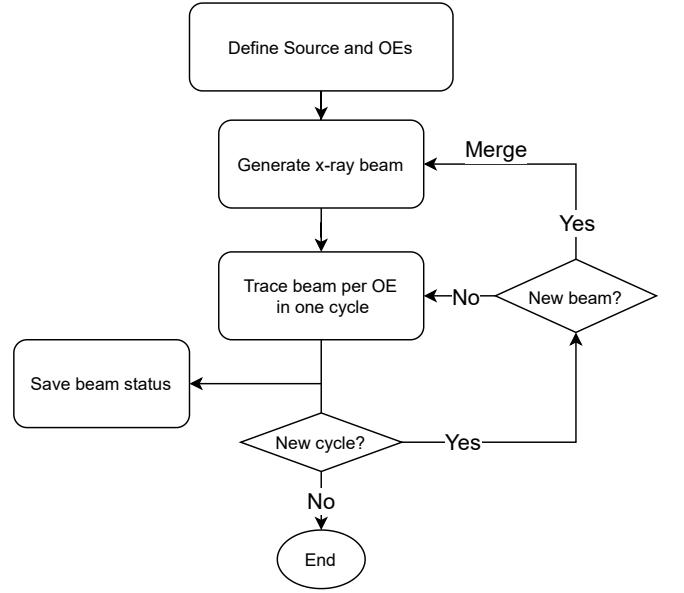 Define Source and OEs
Generate x-ray beam
Merge
Yes
Trace beam per OE
in one cycle
No
New beam?
Save beam status
New cycle?
Yes
No
End